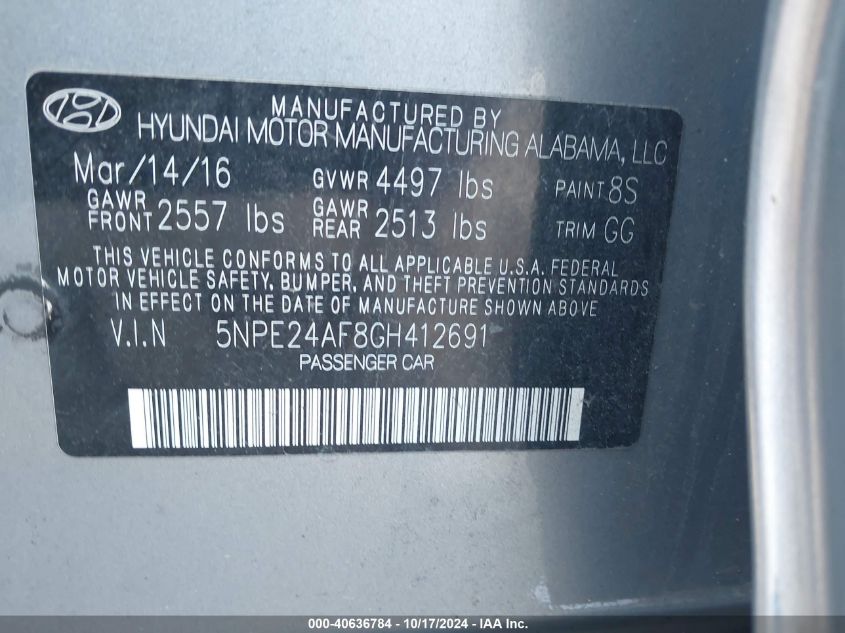 MANUFACTURED BY
HYUNDAI MOTOR MANUFACTURING ALABAMA, LLC
Mar/14/16 GVWR 4497 lbs PAINT 8S
GAWR FRONT 2557 lbs GAWR REAR 2513 lbs TRIM GG
THIS VEHICLE CONFORMS TO ALL APPLICABLE U.S.A. FEDERAL
MOTOR VEHICLE SAFETY, BUMPER, AND THEFT PREVENTION STANDARDS
IN EFFECT ON THE DATE OF MANUFACTURE SHOWN ABOVE
V.I.N 5NPE24AF8GH412691
PASSENGER CAR
000-40636784 - 10/17/2024 - IAA Inc.